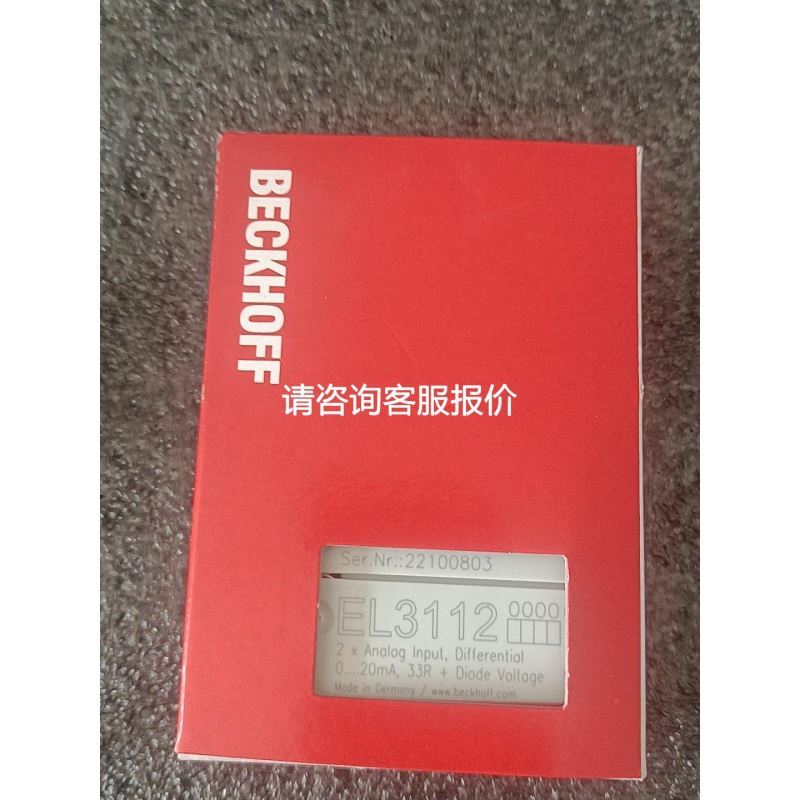 BECKHOFF
请咨询客服报价
Ser.Nr.:22100803
EL3112 0000
2 x Analog Input, Differential
0....20mA, 33R + Diode Voltage
Made in Germany / www.beckhoff.com